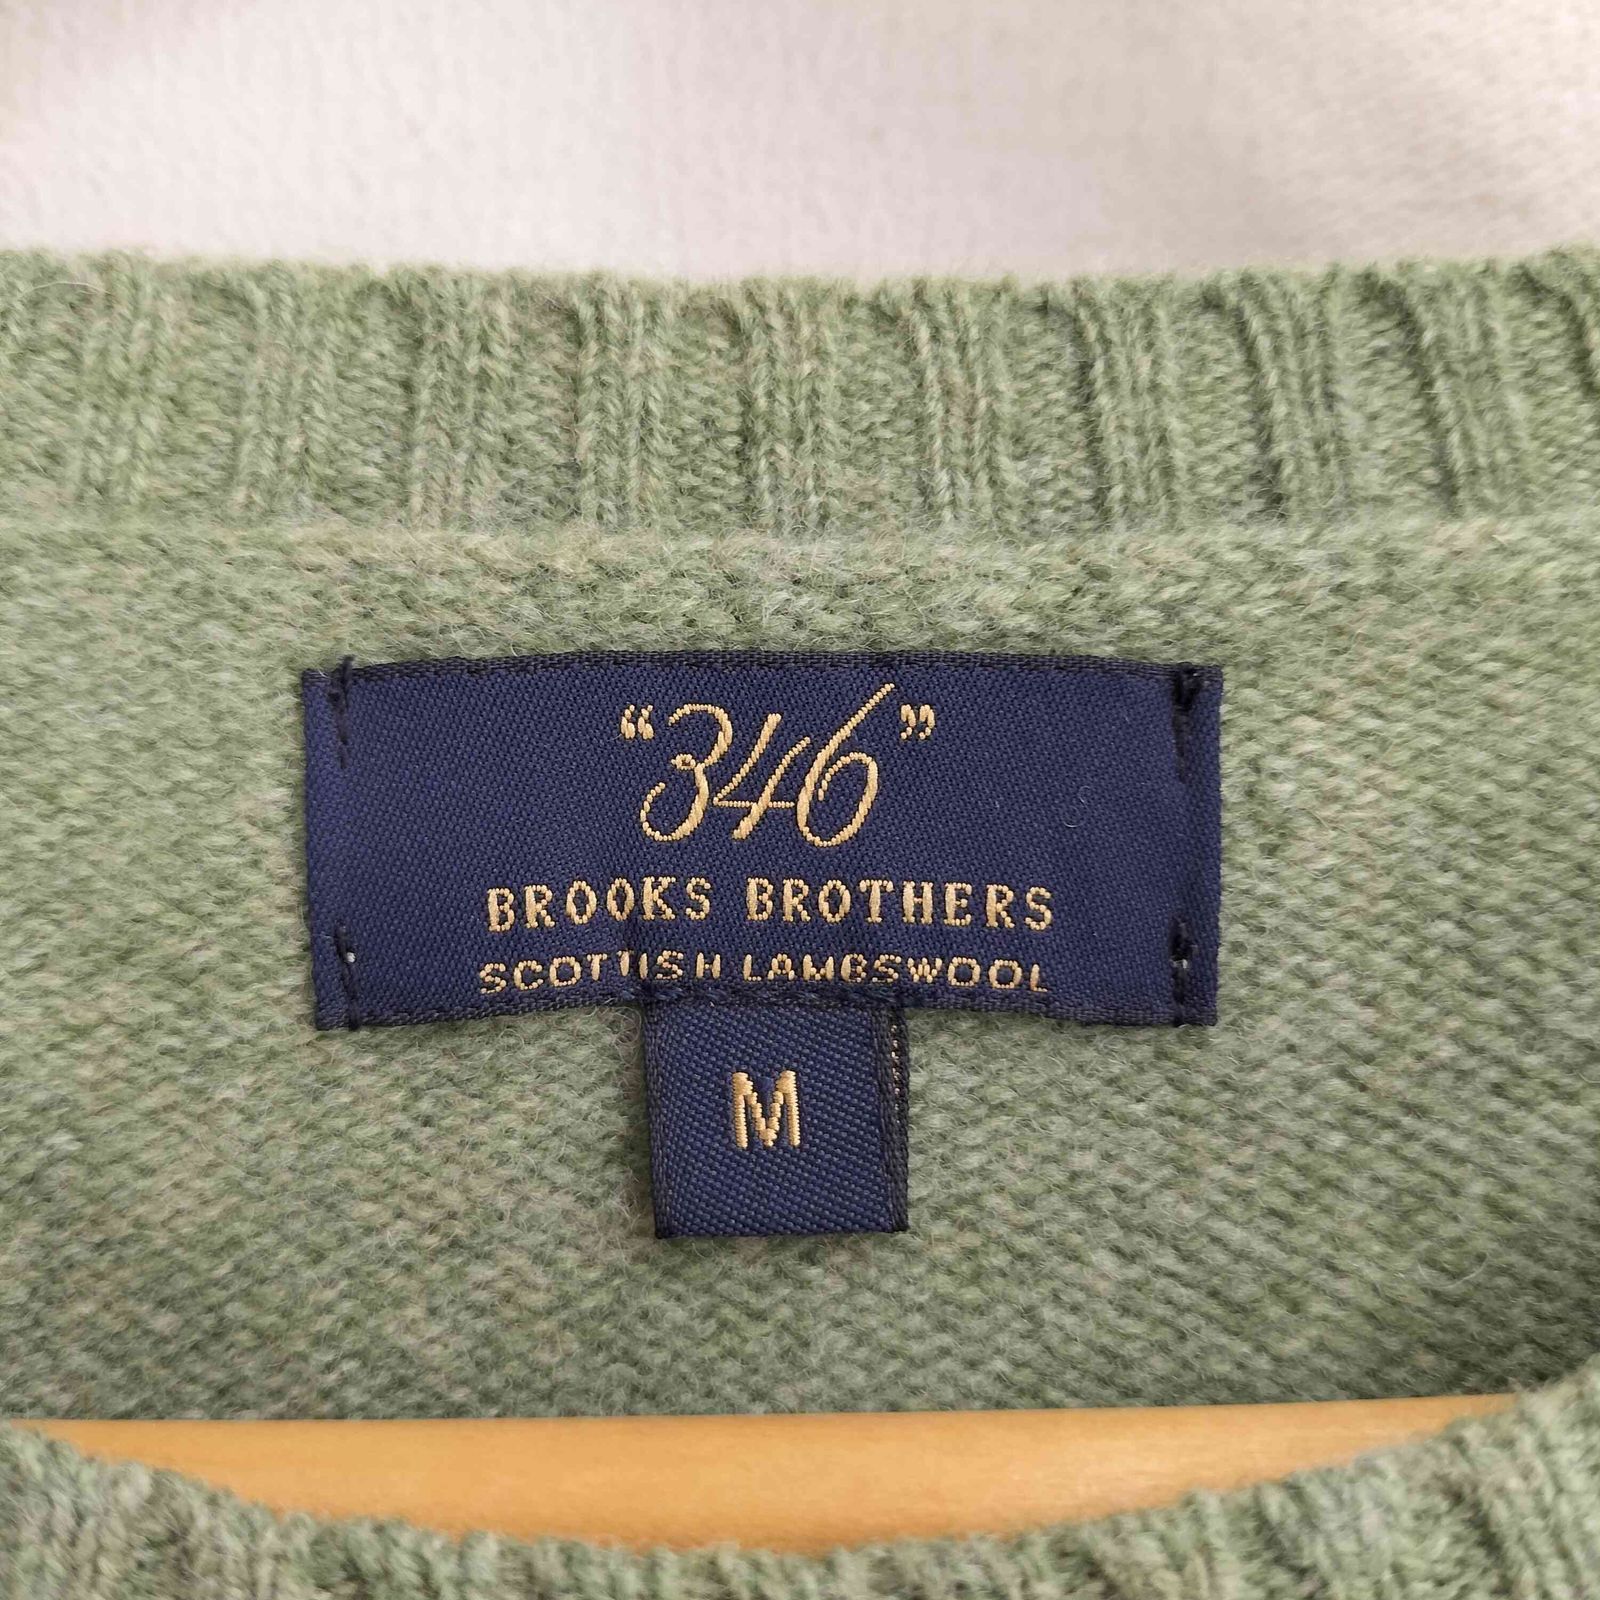 “346”
BROOKS BROTHERS
SCOTTISH LAMBSWOOL
M